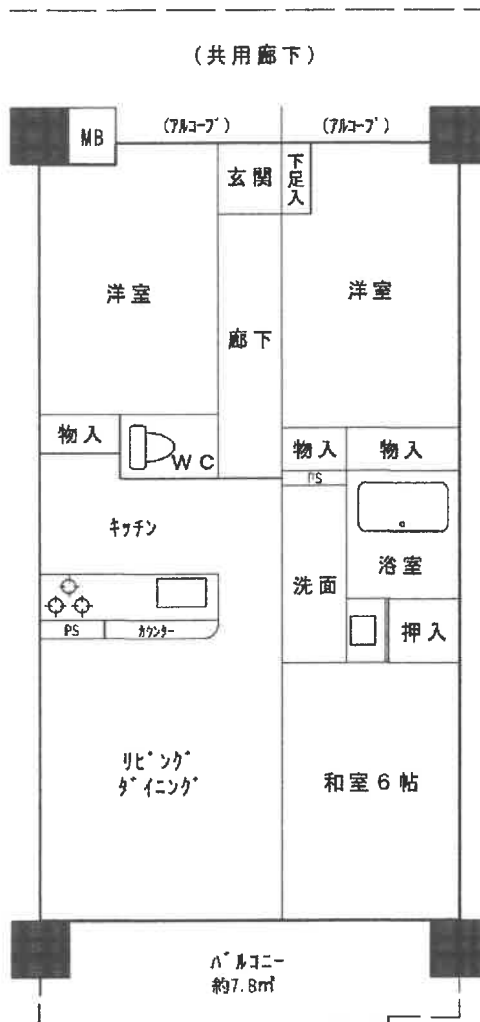 (共用廊下)
MB
(アルコーブ)
(アルコーブ)
玄関
下足入
洋室
洋室
廊下
物入
WC
物入
物入
PS
キッチン
浴室
洗面
PS
カウンター
押入
リビング
ダイニング
和室6帖
バルコニー
約7.8㎡